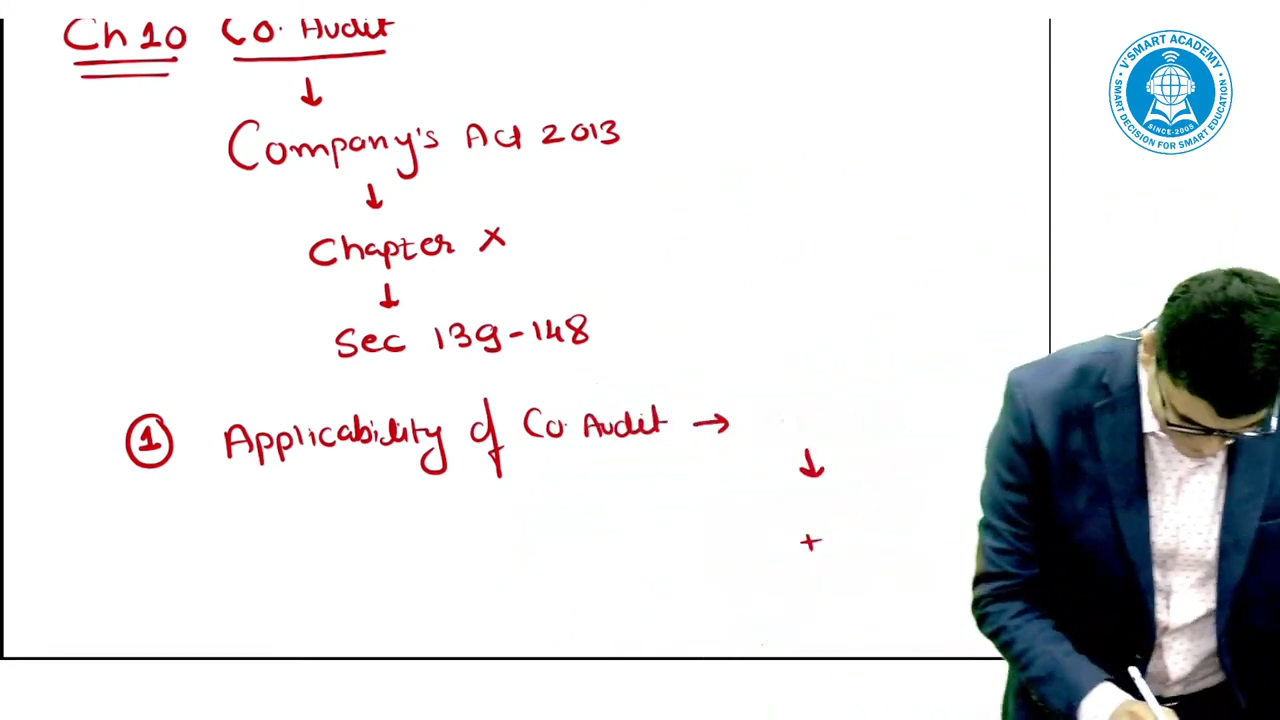 Ch 10 Co. Audit
↓
Company's Act 2013
↓
Chapter X
↓
Sec 139-148
① Applicability of Co. Audit →
↓
+
V'SMART ACADEMY
SINCE-2009
SMART DECISION FOR SMART EDUCATION